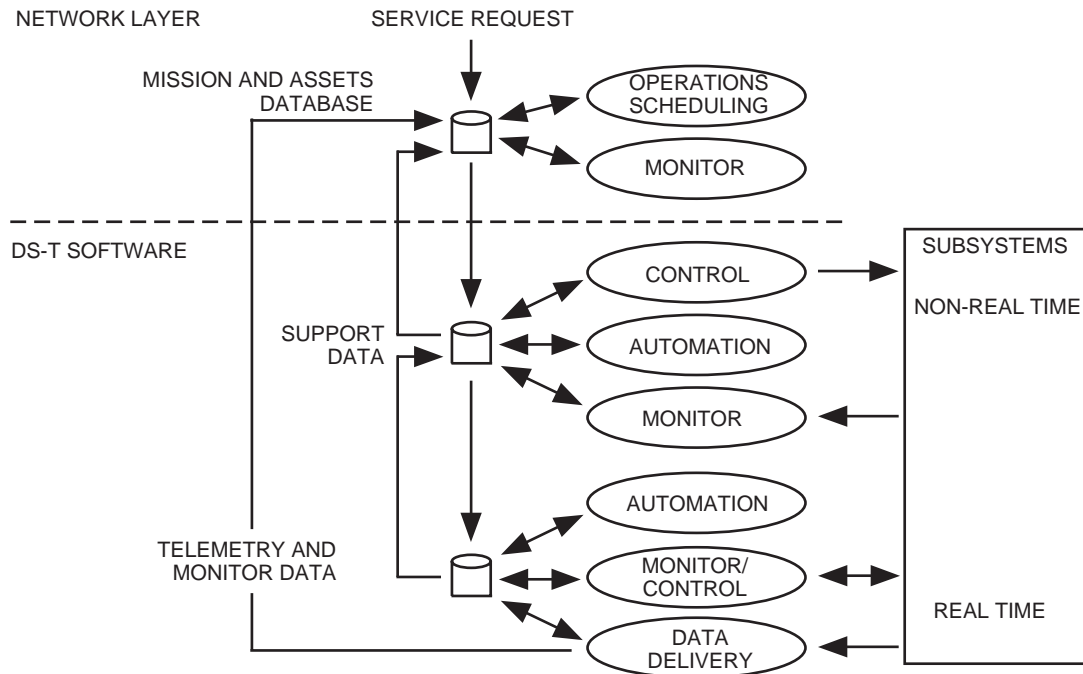 NETWORK LAYER
SERVICE REQUEST
MISSION AND ASSETS
DATABASE
OPERATIONS
SCHEDULING
MONITOR
DS-T SOFTWARE
SUBSYSTEMS
CONTROL
NON-REAL TIME
SUPPORT
DATA
AUTOMATION
MONITOR
AUTOMATION
TELEMETRY AND
MONITOR DATA
MONITOR/
CONTROL
REAL TIME
DATA
DELIVERY